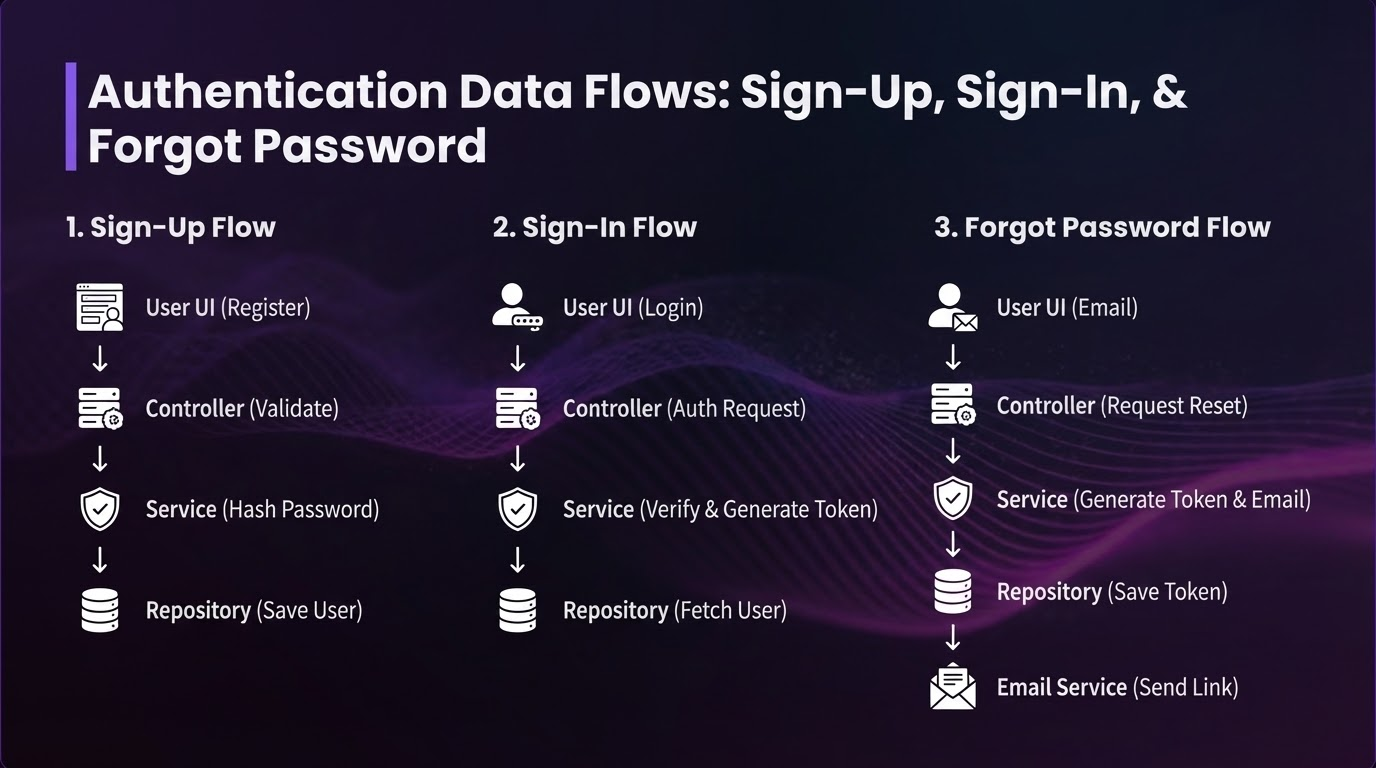 Authentication Data Flows: Sign-Up, Sign-In, &
Forgot Password
1. Sign-Up Flow
User UI (Register)
Controller (Validate)
Service (Hash Password)
Repository (Save User)
2. Sign-In Flow
User UI (Login)
Controller (Auth Request)
Service (Verify & Generate Token)
Repository (Fetch User)
3. Forgot Password Flow
User UI (Email)
Controller (Request Reset)
Service (Generate Token & Email)
Repository (Save Token)
Email Service (Send Link)